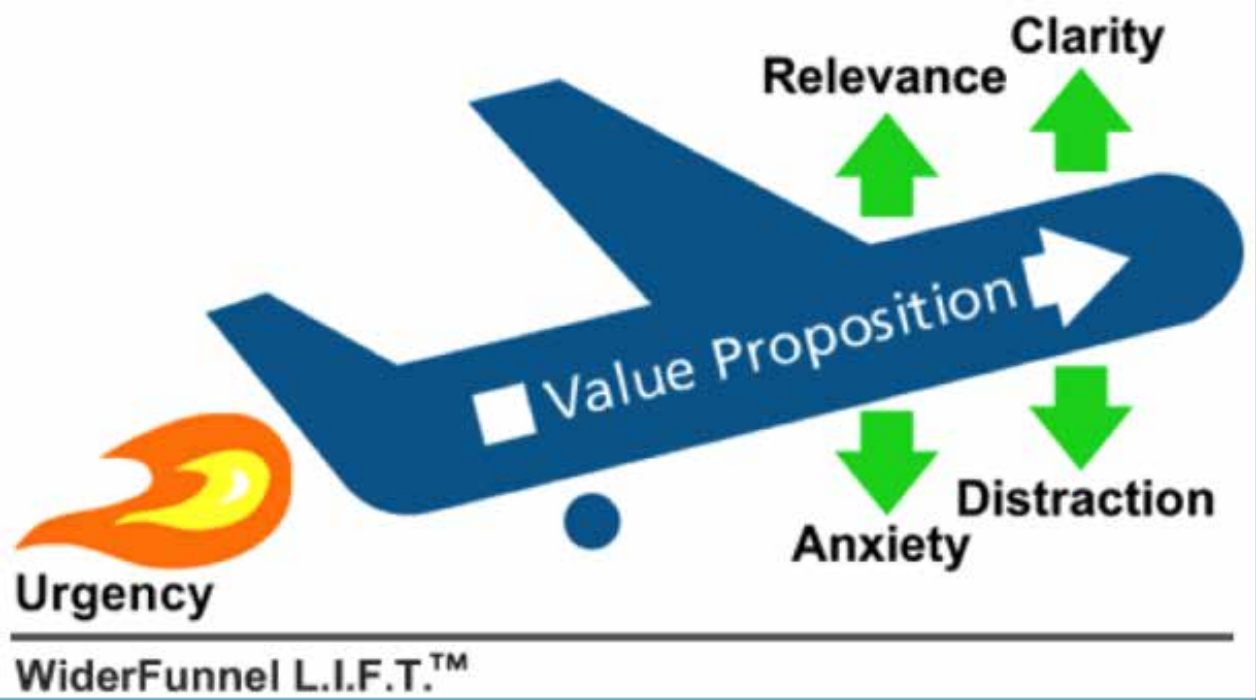 Clarity
Relevance
Value Proposition
Distraction
Anxiety
Urgency
WiderFunnel L.I.F.T.™